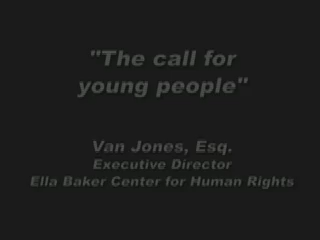 "The call for
young people"
Van Jones, Esq.
Executive Director
Ella Baker Center for Human Rights